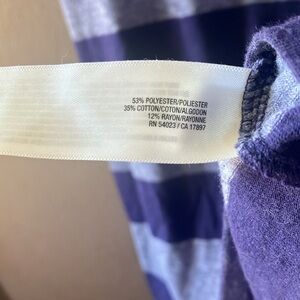 53% POLYESTER/POLIESTER
35% COTTON/COTON/ALGODON
12% RAYON/RAYONNE
RN 54023 / CA 17897